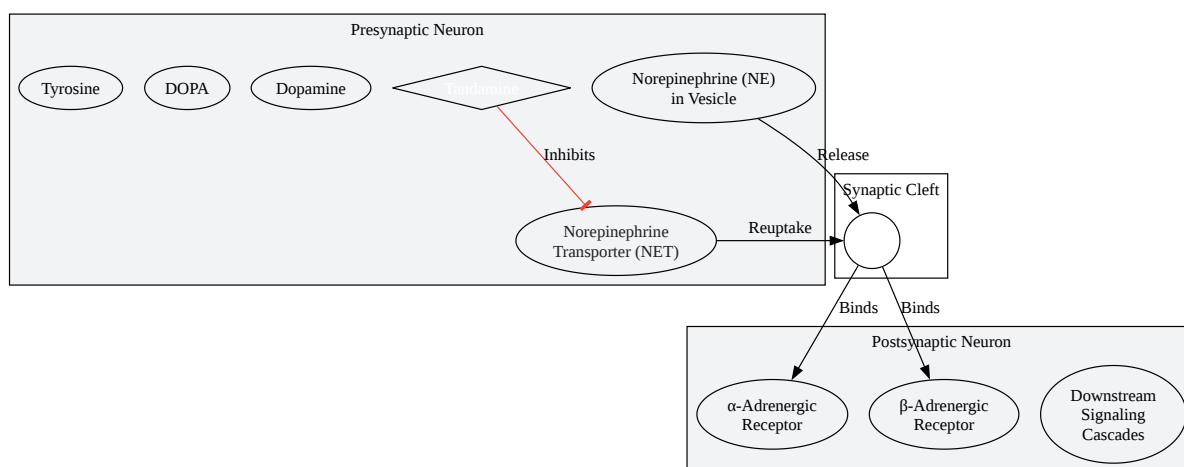 Presynaptic Neuron
Tyrosine
DOPA
Dopamine
Tandamine
Norepinephrine (NE)
in Vesicle
Inhibits
Release
Synaptic Cleft
Norepinephrine
Transporter (NET)
Reuptake
Binds
Binds
Postsynaptic Neuron
α-Adrenergic
Receptor
β-Adrenergic
Receptor
Downstream
Signaling
Cascades